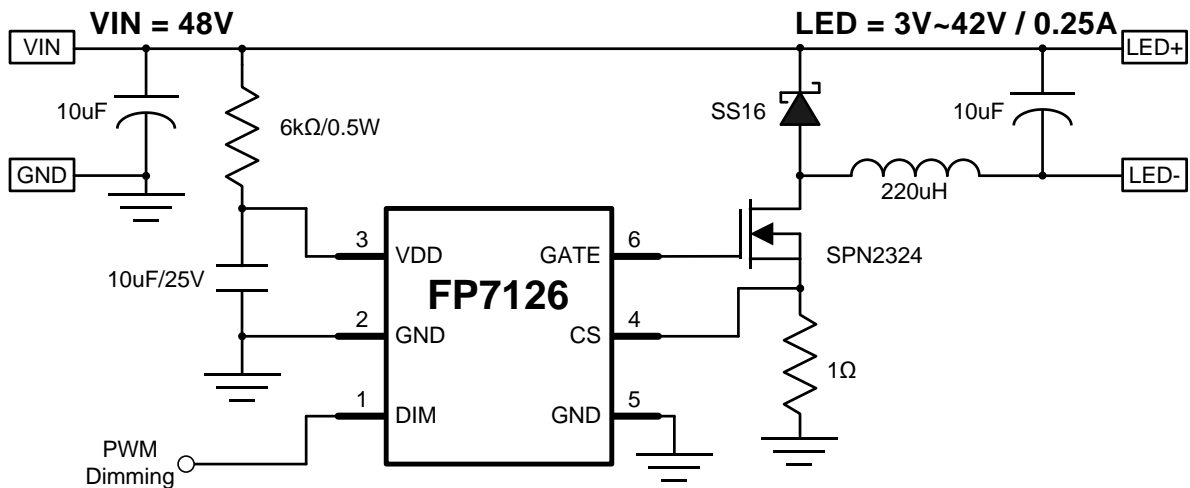 VIN = 48V
LED = 3V~42V / 0.25A
VIN
LED+
10uF
6kΩ/0.5W
SS16
10uF
GND
LED-
220uH
3
VDD
GATE
6
SPN2324
10uF/25V
FP7126
2
GND
CS
4
1Ω
1
DIM
GND
5
PWM
Dimming